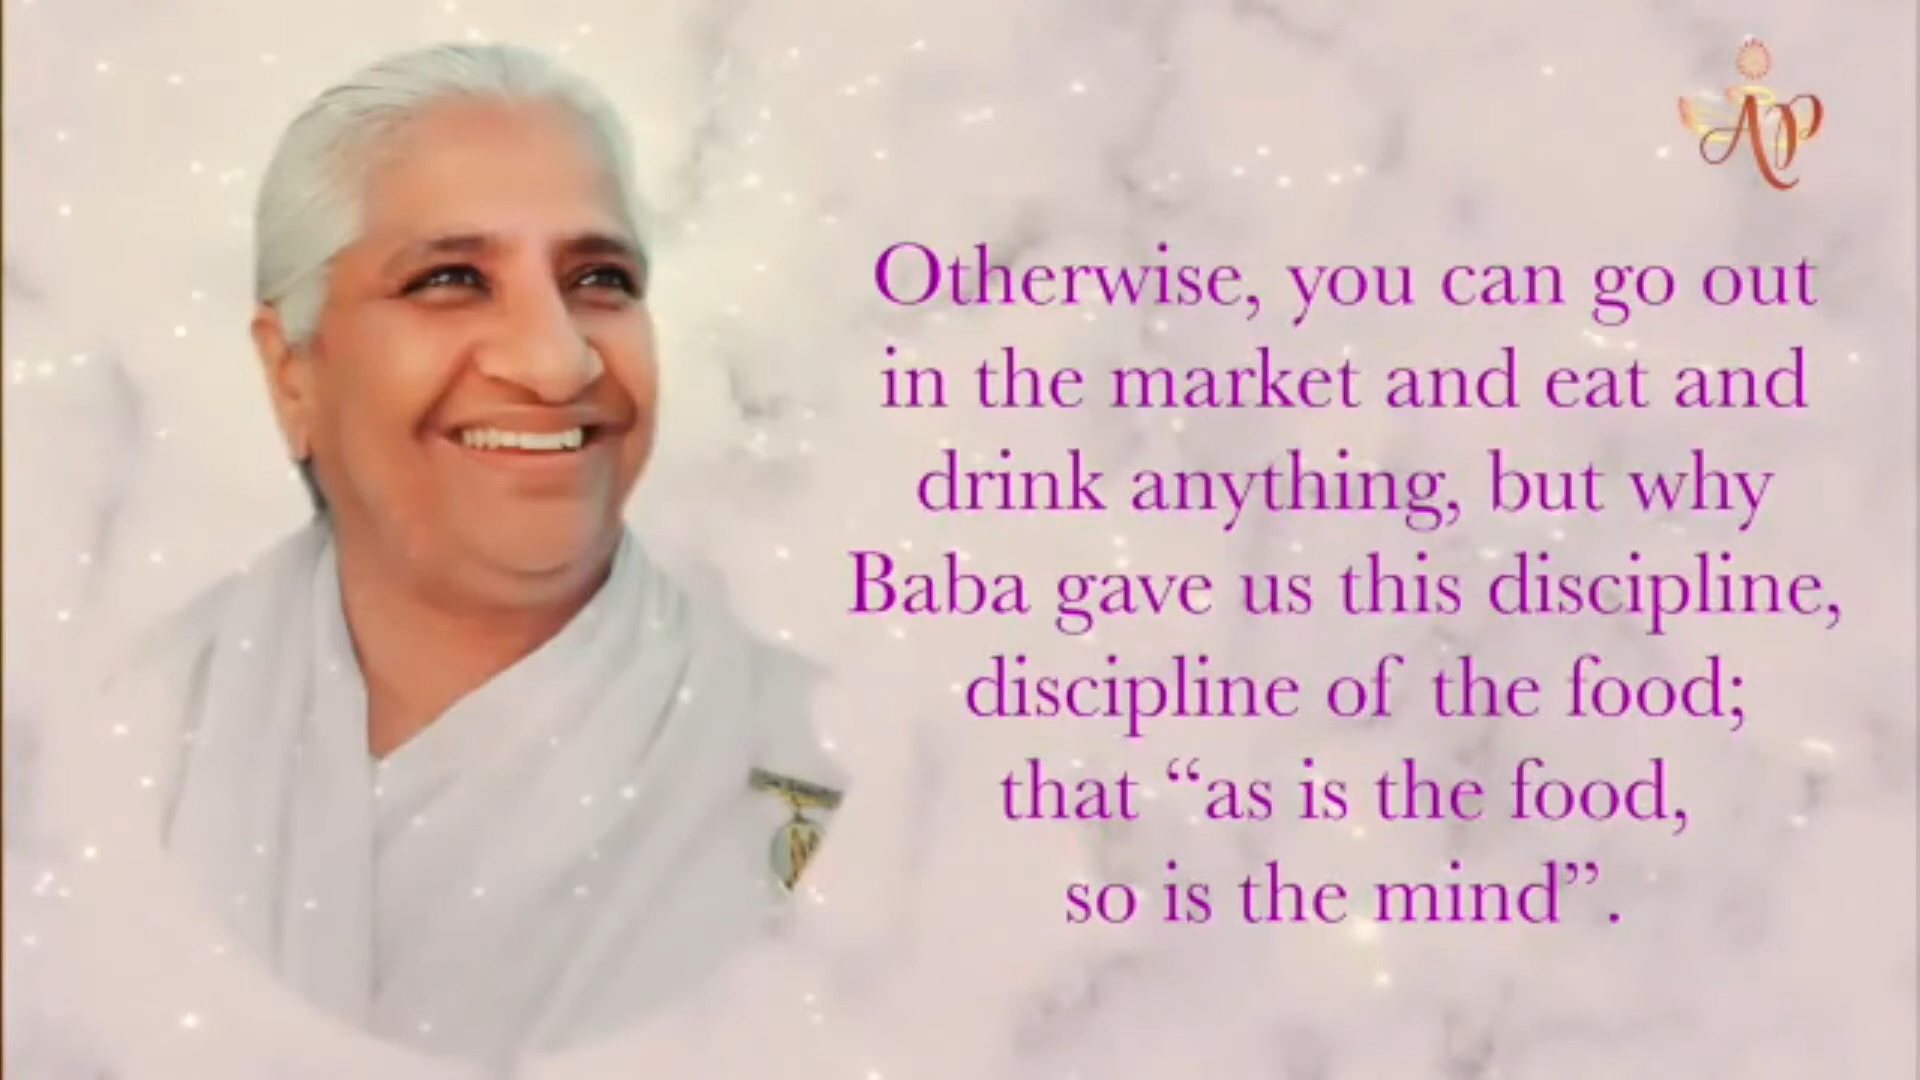 AP
Otherwise, you can go out
in the market and eat and
drink anything, but why
Baba gave us this discipline,
discipline of the food;
that “as is the food,
so is the mind”.